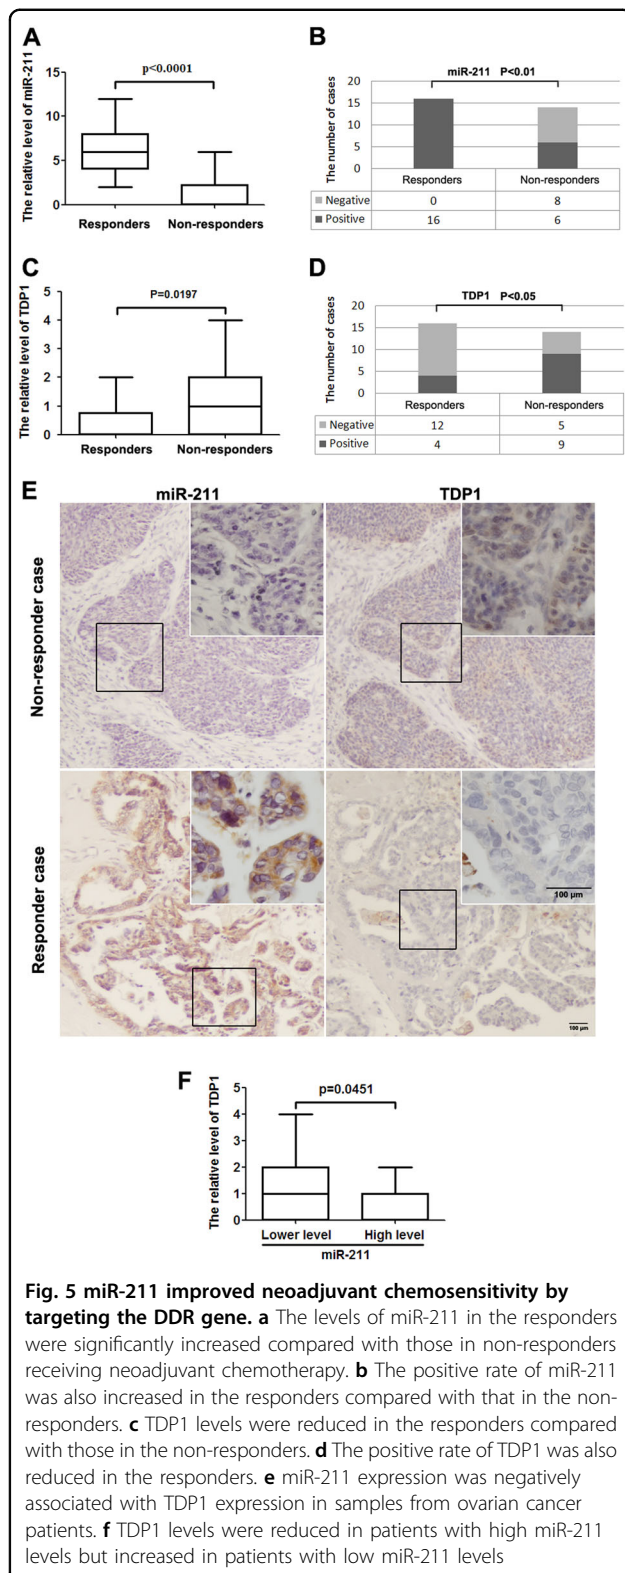 A
p<0.0001
The relative level of miR-211
15
10
5
0
Responders Non-responders
B
miR-211 P<0.01
The number of cases
20
15
10
5
0
Responders Non-responders
Negative 0 8
Positive 16 6
C
P=0.0197
The relative level of TDP1
5
4
3
2
1
0
Responders Non-responders
D
TDP1 P<0.05
The number of cases
20
15
10
5
0
Responders Non-responders
Negative 12 5
Positive 4 9
E
miR-211 TDP1
Non-responder case
Responder case
100 μm
100 μm
F
p=0.0451
The relative level of TDP1
5
4
3
2
1
0
Lower level High level
miR-211
Fig. 5 miR-211 improved neoadjuvant chemosensitivity by
targeting the DDR gene. a The levels of miR-211 in the responders
were significantly increased compared with those in non-responders
receiving neoadjuvant chemotherapy. b The positive rate of miR-211
was also increased in the responders compared with that in the non-
responders. c TDP1 levels were reduced in the responders compared
with those in the non-responders. d The positive rate of TDP1 was also
reduced in the responders. e miR-211 expression was negatively
associated with TDP1 expression in samples from ovarian cancer
patients. f TDP1 levels were reduced in patients with high miR-211
levels but increased in patients with low miR-211 levels